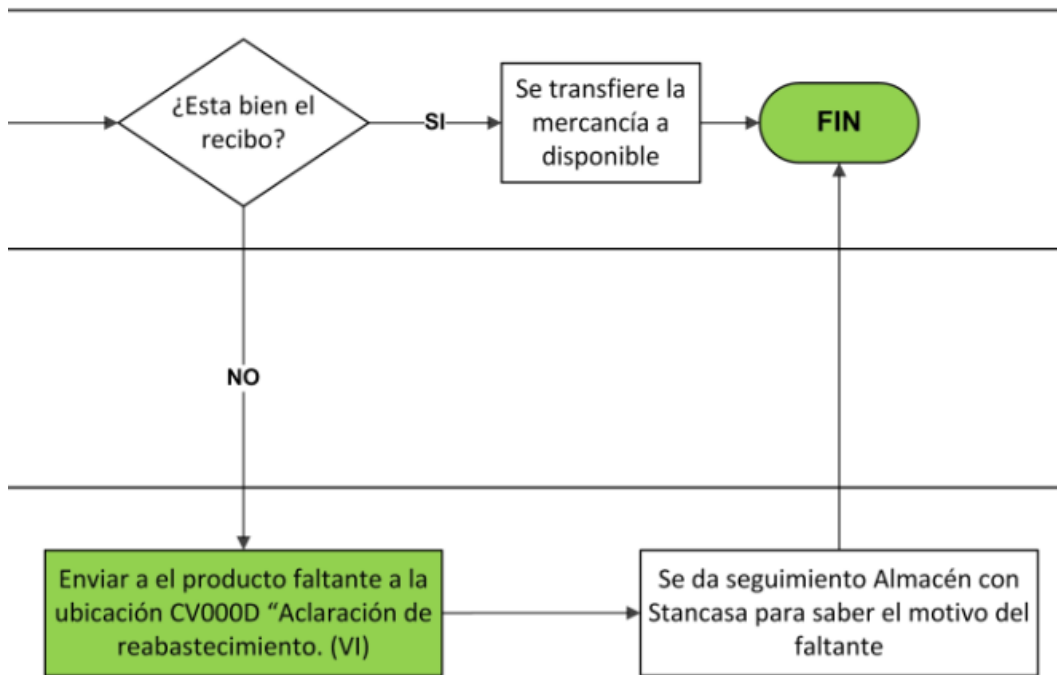 ¿Esta bien el
recibo?
SI
Se transfiere la
mercancía a
disponible
FIN
NO
Enviar a el producto faltante a la
ubicación CV000D “Aclaración de
reabastecimiento. (VI)
Se da seguimiento Almacén con
Stancasa para saber el motivo del
faltante